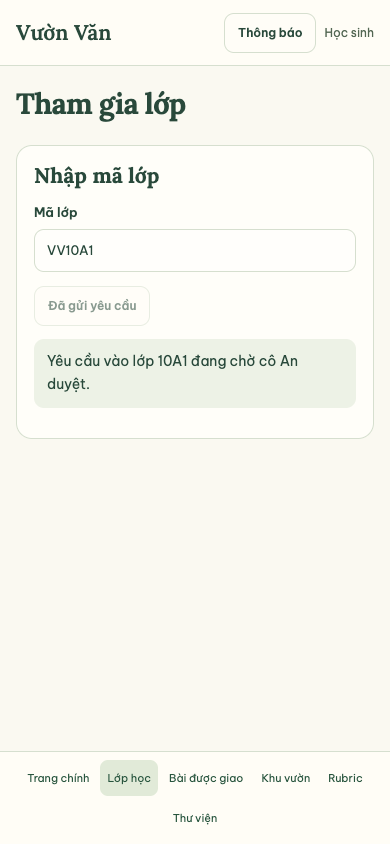 Vườn Văn
Thông báo
Học sinh
Tham gia lớp
Nhập mã lớp
Mã lớp
VV10A1
Đã gửi yêu cầu
Yêu cầu vào lớp 10A1 đang chờ cô An
duyệt.
Trang chính
Lớp học
Bài được giao
Khu vườn
Rubric
Thư viện